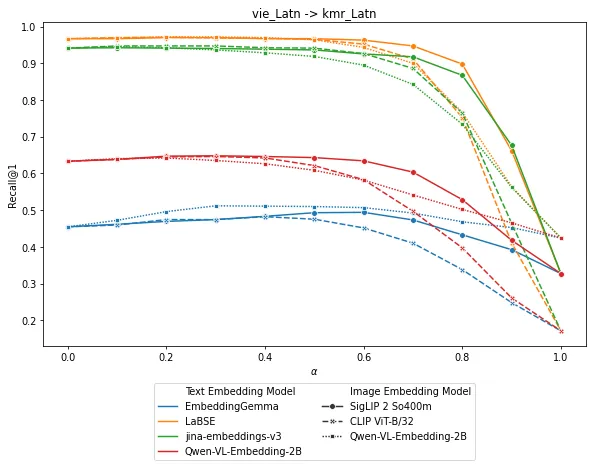 vie_Latn -> kmr_Latn
1.0
0.9
0.8
0.7
0.6
0.5
0.4
0.3
0.2
Recall@1
0.0 0.2 0.4 0.6 0.8 1.0
α
Text Embedding Model Image Embedding Model
EmbeddingGemma SigLIP 2 So400m
LaBSE CLIP ViT-B/32
jina-embeddings-v3 Qwen-VL-Embedding-2B
Qwen-VL-Embedding-2B